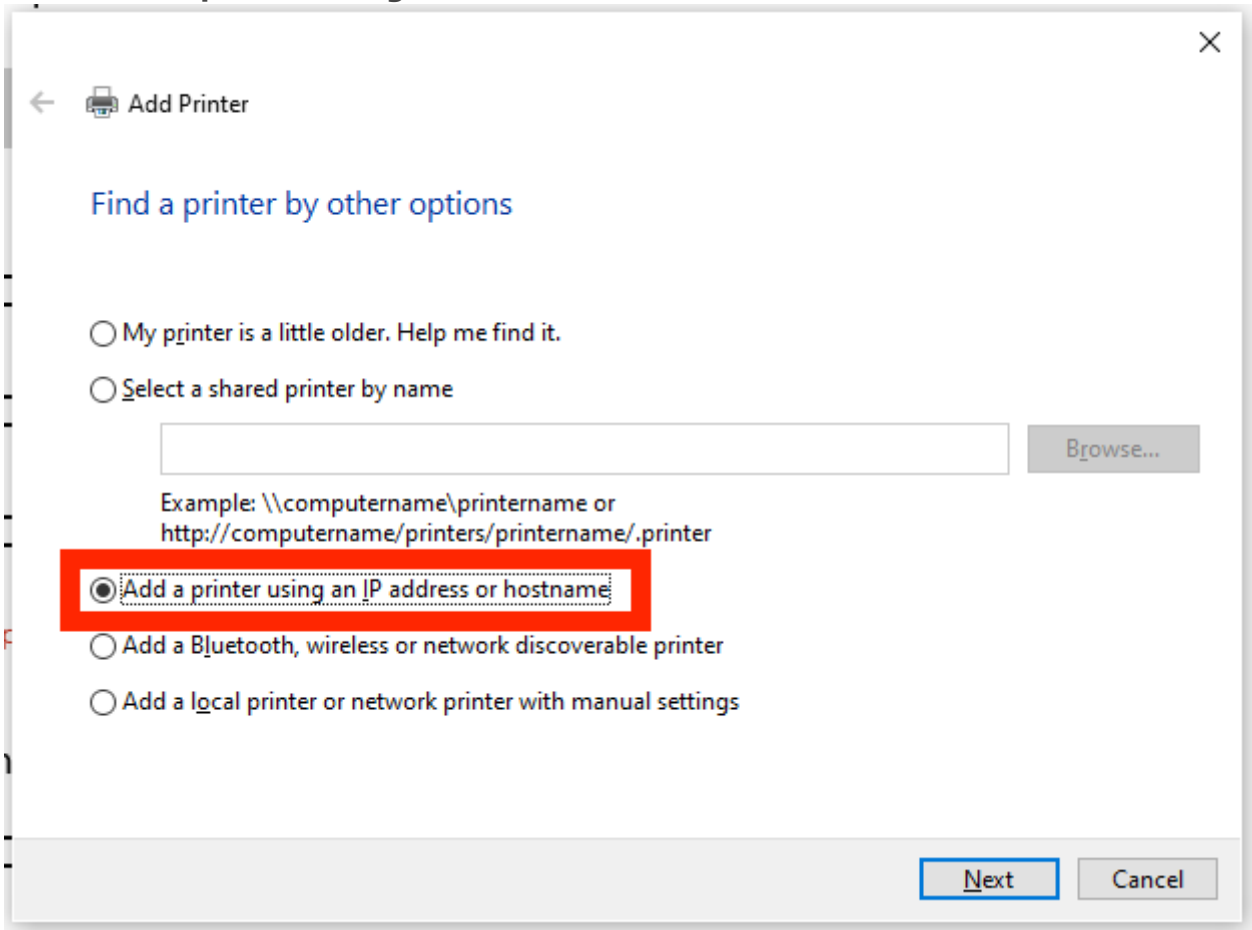 Add Printer
Find a printer by other options
My printer is a little older. Help me find it.
Select a shared printer by name
Browse...
Example: \\computername\printername or
http://computername/printers/printername/.printer
Add a printer using an IP address or hostname
Add a Bluetooth, wireless or network discoverable printer
Add a local printer or network printer with manual settings
Next
Cancel